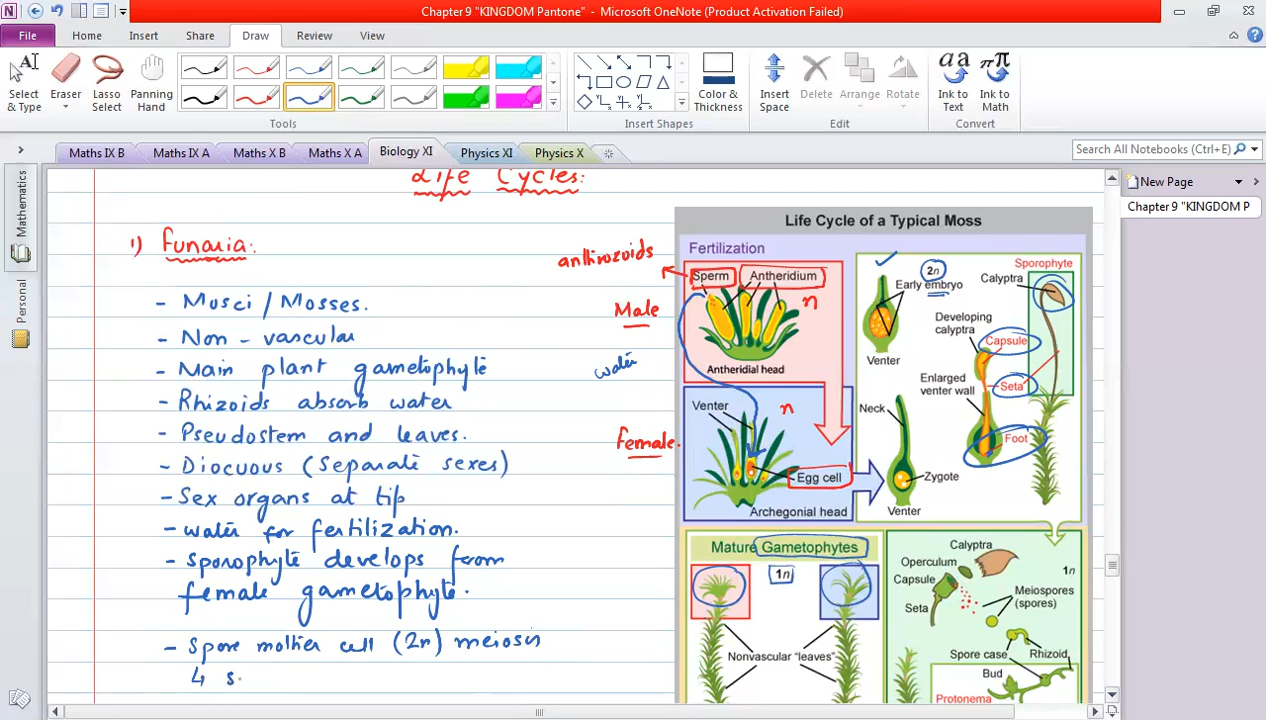 Chapter 9 "KINGDOM Pantone" - Microsoft OneNote (Product Activation Failed)
File Home Insert Share Draw Review View
Select & Type
Eraser
Lasso Select
Panning Hand
Color & Thickness
Insert Space
Delete
Arrange
Rotate
Ink to Text
Ink to Math
Tools
Insert Shapes
Edit
Convert
Maths IX B
Maths IX A
Maths X B
Maths X A
Biology XI
Physics XI
Physics X
Search All Notebooks (Ctrl+E)
New Page
Chapter 9 "KINGDOM P
Mathematics
Personal
Life Cycles:
1) Funaria:
- Musci / Mosses.
- Non-vascular
- Main plant gametophyte
- Rhizoids absorb water
- Pseudostem and leaves.
- Diocuous (Separate sexes)
- Sex organs at tip
- water for fertilization.
- Sporophyte develops from
female gametophyte.
- Spore mother cell (2n) meiosis
4 s
anthrozoids
Male
water
Female.
Life Cycle of a Typical Moss
Fertilization
Sperm
Antheridium
n
Antheridial head
Venter
n
Egg cell
Archegonial head
2n
Early embryo
Venter
Sporophyte
Calyptra
Developing calyptra
Capsule
Enlarged venter wall
Seta
Neck
Foot
Zygote
Venter
Mature Gametophytes
1n
Nonvascular "leaves"
Calyptra
Operculum
Capsule
1n
Meiospores (spores)
Seta
Spore case
Rhizoid
Bud
Protonema